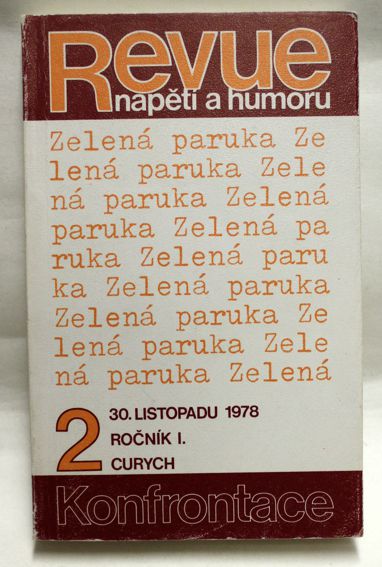 Revue
napětí a humoru
Zelená paruka Ze
lená paruka Zele
ná paruka Zelená
paruka Zelená pa
ruka Zelená paru
ka Zelená paruka
Zelená paruka Ze
lená paruka Zele
ná paruka Zelená
2
30. LISTOPADU 1978
ROČNÍK I.
CURYCH
Konfrontace